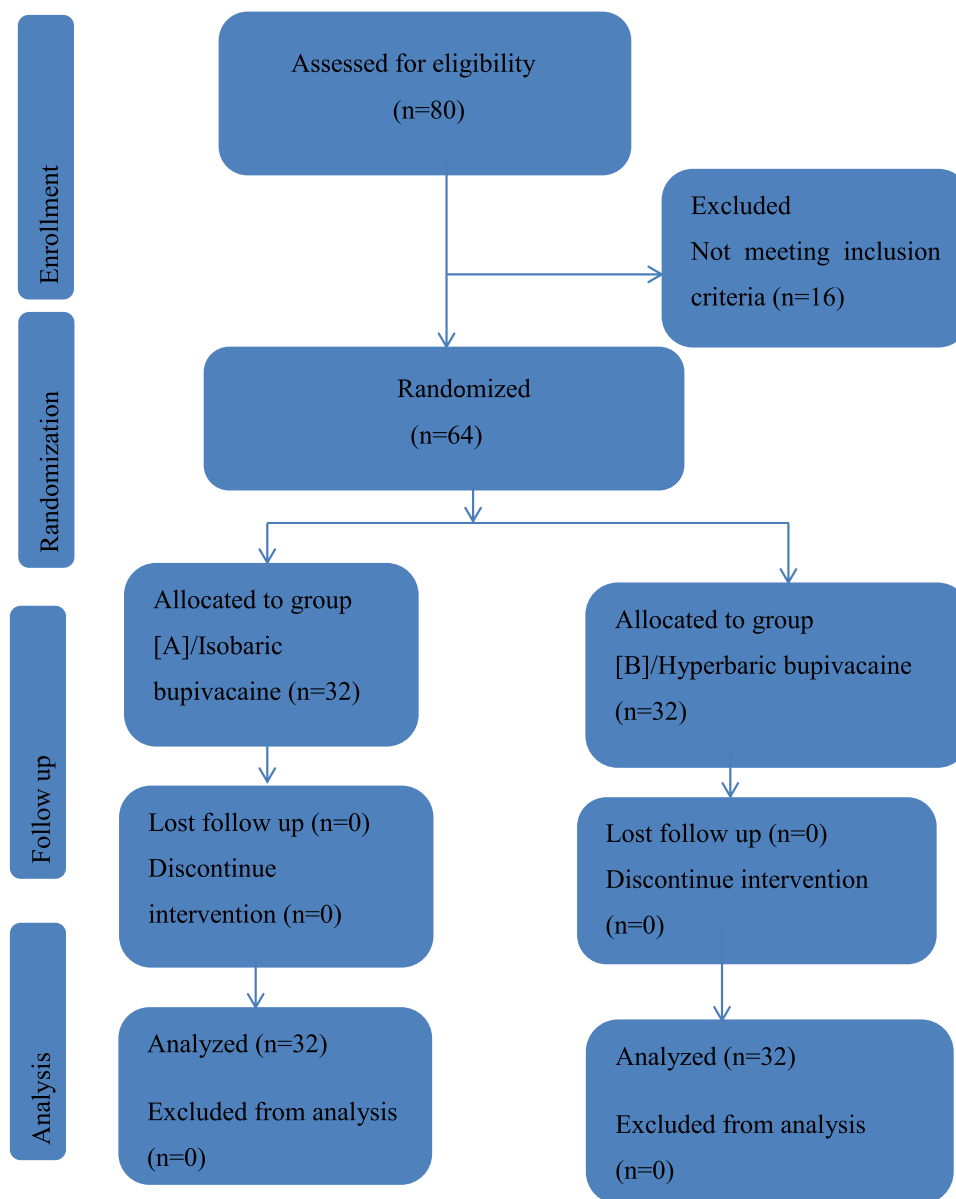 Enrollment
Assessed for eligibility
(n=80)
Excluded
Not meeting inclusion
criteria (n=16)
Randomization
Randomized
(n=64)
Allocated to group
[A]/Isobaric
bupivacaine (n=32)
Allocated to group
[B]/Hyperbaric bupivacaine
(n=32)
Follow up
Lost follow up (n=0)
Discontinue
intervention (n=0)
Lost follow up (n=0)
Discontinue intervention
(n=0)
Analysis
Analyzed (n=32)
Excluded from analysis
(n=0)
Analyzed (n=32)
Excluded from analysis
(n=0)